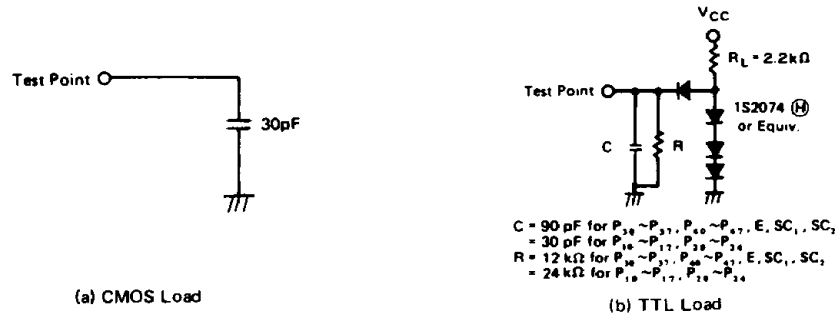 Test Point
30pF
(a) CMOS Load
VCC
RL = 2.2kΩ
Test Point
1S2074 Ⓗ
or Equiv.
C
R
C = 90 pF for P30 ~P37, P40 ~P47, E, SC1, SC2
= 30 pF for P10 ~P17, P20 ~P24
R = 12 kΩ for P30 ~P37, P40 ~P47, E, SC1, SC2
= 24 kΩ for P10 ~P17, P20 ~P24
(b) TTL Load